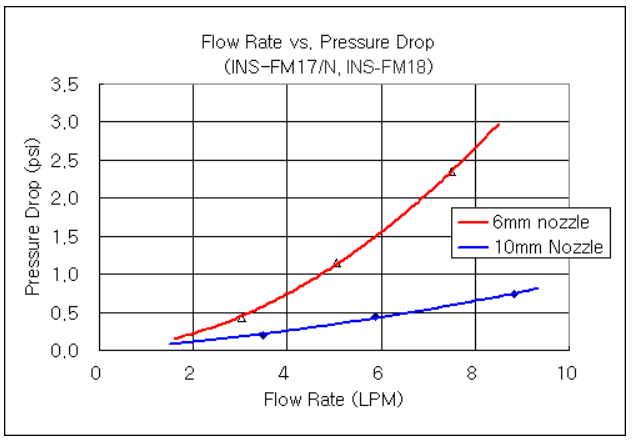 Flow Rate vs. Pressure Drop
(INS-FM17/N, INS-FM18)
Pressure Drop (psi)
3.5
3.0
2.5
2.0
1.5
1.0
0.5
0.0
0 2 4 6 8 10
Flow Rate (LPM)
6mm nozzle
10mm Nozzle